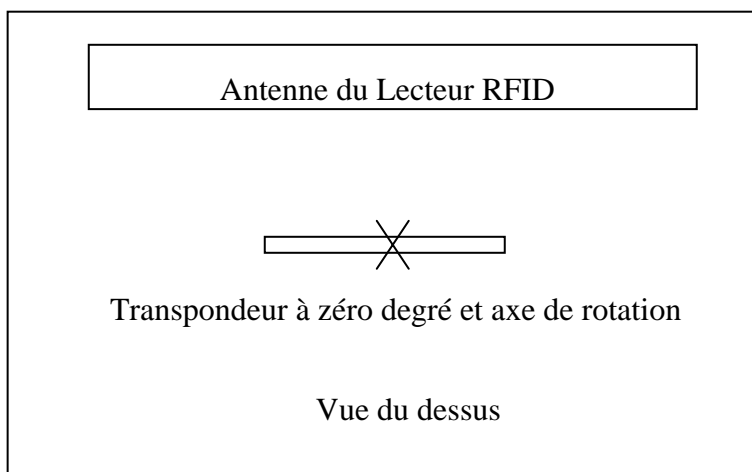 Antenne du Lecteur RFID
Transpondeur à zéro degré et axe de rotation
Vue du dessus